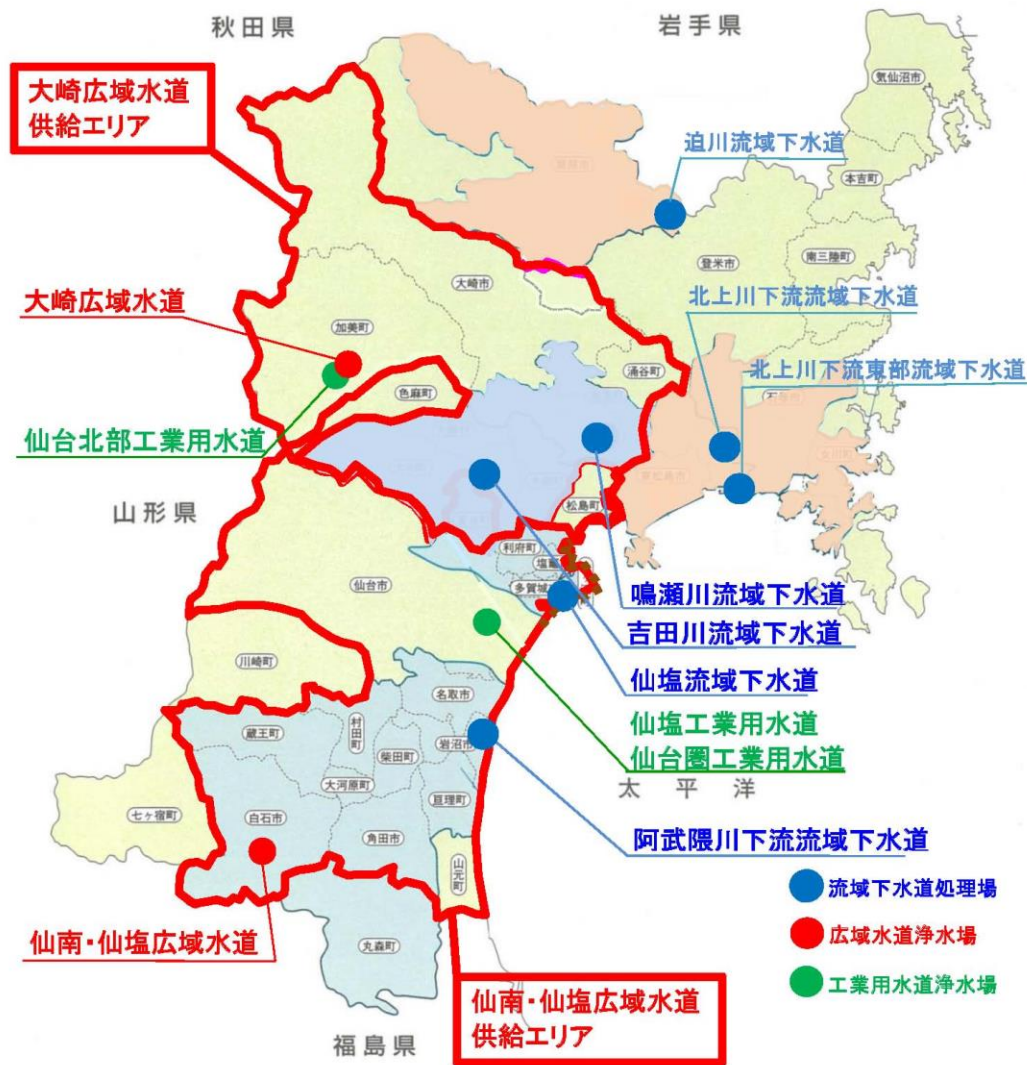 秋田県
岩手県
大崎広域水道
供給エリア
気仙沼市
迫川流域下水道
本吉町
南三陸町
登米市
大崎市
北上川下流流域下水道
大崎広域水道
加美町
涌谷町
北上川下流東部流域下水道
色麻町
仙台北部工業用水道
女川町
東松島市
山形県
松島町
利府町
仙台市
多賀城
鳴瀬川流域下水道
吉田川流域下水道
川崎町
仙塩流域下水道
名取市
蔵王町
村田町
岩沼市
仙塩工業用水道
柴田町
仙台圏工業用水道
大河原町
太平洋
亘理町
七ヶ宿町
白石市
角田市
阿武隈川下流流域下水道
山元町
流域下水道処理場
仙南・仙塩広域水道
広域水道浄水場
丸森町
工業用水道浄水場
仙南・仙塩広域水道
供給エリア
福島県